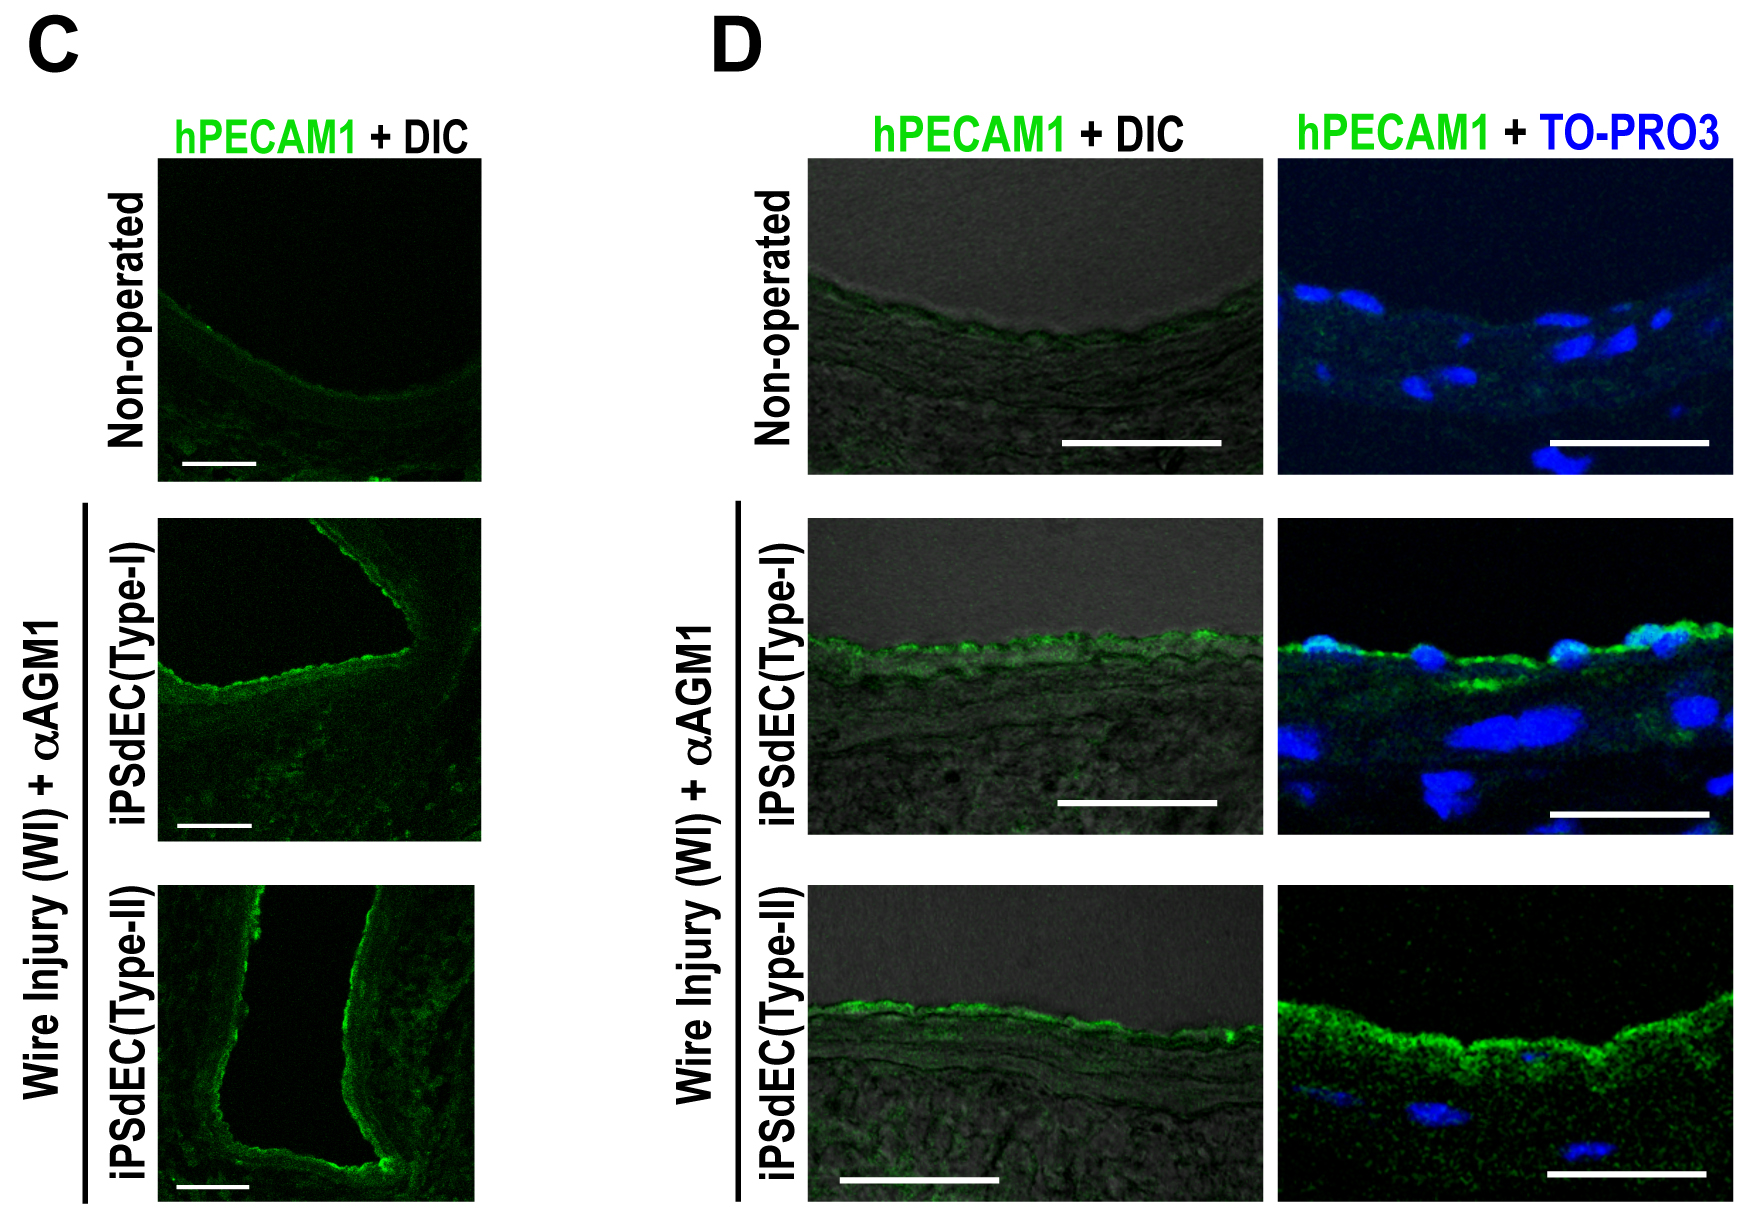 C
hPECAM1 + DIC
Non-operated
Wire Injury (WI) + αAGM1
iPSdEC(Type-I)
iPSdEC(Type-II)
D
hPECAM1 + DIC
hPECAM1 + TO-PRO3
Non-operated
Wire Injury (WI) + αAGM1
iPSdEC(Type-I)
iPSdEC(Type-II)